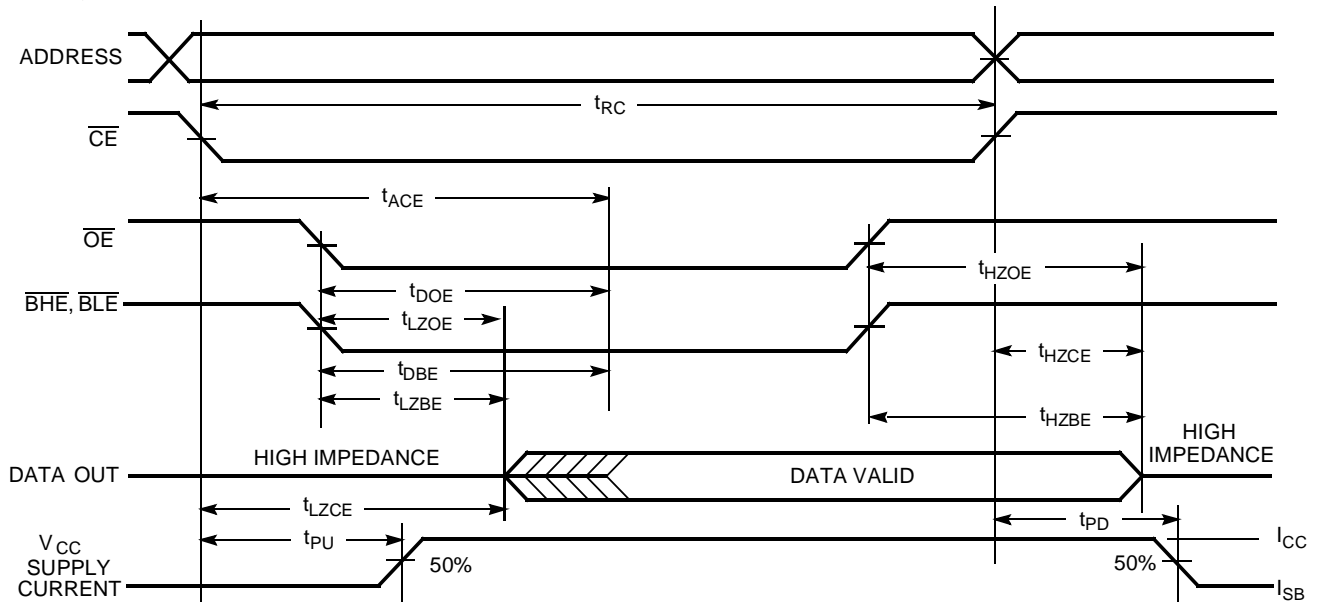 ADDRESS
tRC
CE
tACE
OE
tHZOE
tDOE
BHE, BLE
tLZOE
tHZCE
tDBE
tLZBE
tHZBE
HIGH IMPEDANCE
HIGH
IMPEDANCE
DATA OUT
DATA VALID
tLZCE
tPD
tPU
VCC
SUPPLY
CURRENT
50%
50%
ICC
ISB